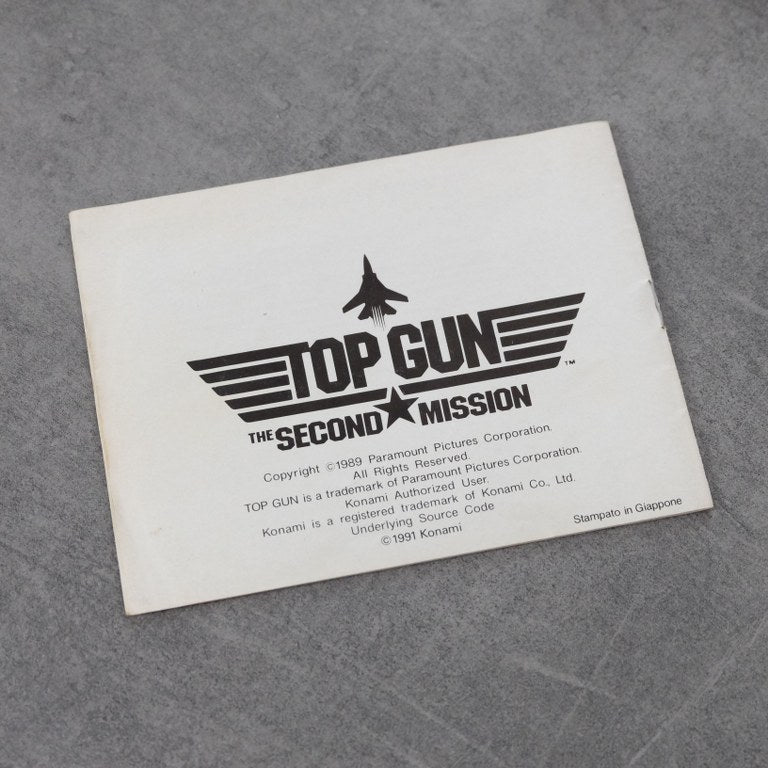 TOP GUN
TM
THE SECOND MISSION
Copyright ©1989 Paramount Pictures Corporation.
All Rights Reserved.
TOP GUN is a trademark of Paramount Pictures Corporation.
Konami Authorized User.
Konami is a registered trademark of Konami Co., Ltd.
Underlying Source Code
©1991 Konami
Stampato in Giappone